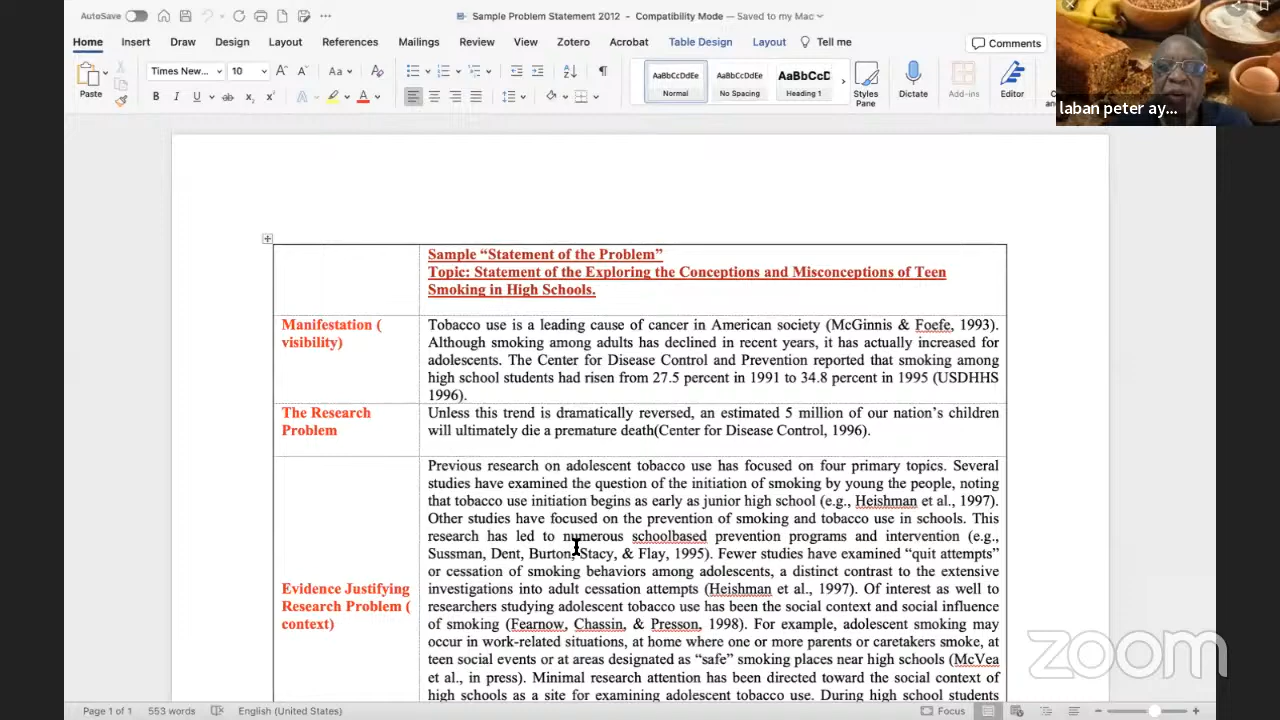 AutoSave
Sample Problem Statement 2012 - Compatibility Mode — Saved to my Mac
Home Insert Draw Design Layout References Mailings Review View Zotero Acrobat Table Design Layout Tell me
Comments
Paste
Times New... 10
AaBbCcDdEe
Normal
AaBbCcDdEe
No Spacing
AaBbCcD
Heading 1
Styles
Pane
Dictate
Add-ins
Editor
laban peter ay...
Sample “Statement of the Problem”
Topic: Statement of the Exploring the Conceptions and Misconceptions of Teen
Smoking in High Schools.
Manifestation (
visibility)
Tobacco use is a leading cause of cancer in American society (McGinnis & Foefe, 1993).
Although smoking among adults has declined in recent years, it has actually increased for
adolescents. The Center for Disease Control and Prevention reported that smoking among
high school students had risen from 27.5 percent in 1991 to 34.8 percent in 1995 (USDHHS
1996).
The Research
Problem
Unless this trend is dramatically reversed, an estimated 5 million of our nation’s children
will ultimately die a premature death(Center for Disease Control, 1996).
Evidence Justifying
Research Problem (
context)
Previous research on adolescent tobacco use has focused on four primary topics. Several
studies have examined the question of the initiation of smoking by young the people, noting
that tobacco use initiation begins as early as junior high school (e.g., Heishman et al., 1997).
Other studies have focused on the prevention of smoking and tobacco use in schools. This
research has led to numerous schoolbased prevention programs and intervention (e.g.,
Sussman, Dent, Burton, Stacy, & Flay, 1995). Fewer studies have examined “quit attempts”
or cessation of smoking behaviors among adolescents, a distinct contrast to the extensive
investigations into adult cessation attempts (Heishman et al., 1997). Of interest as well to
researchers studying adolescent tobacco use has been the social context and social influence
of smoking (Fearnow, Chassin, & Presson, 1998). For example, adolescent smoking may
occur in work-related situations, at home where one or more parents or caretakers smoke, at
teen social events or at areas designated as “safe” smoking places near high schools (McVea
et al., in press). Minimal research attention has been directed toward the social context of
high schools as a site for examining adolescent tobacco use. During high school students
zoom
Page 1 of 1 553 words English (United States) Focus